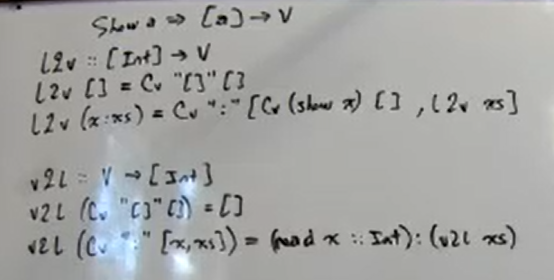 Show a => [a] → V
l2v :: [Int] → V
l2v [] = Cv "[]" []
l2v (x:xs) = Cv ":" [Cv (show x) [] , l2v xs]
v2l :: V → [Int]
v2l (Cv "[]" []) = []
v2l (Cv ":" [x,xs]) = (read x :: Int): (v2l xs)